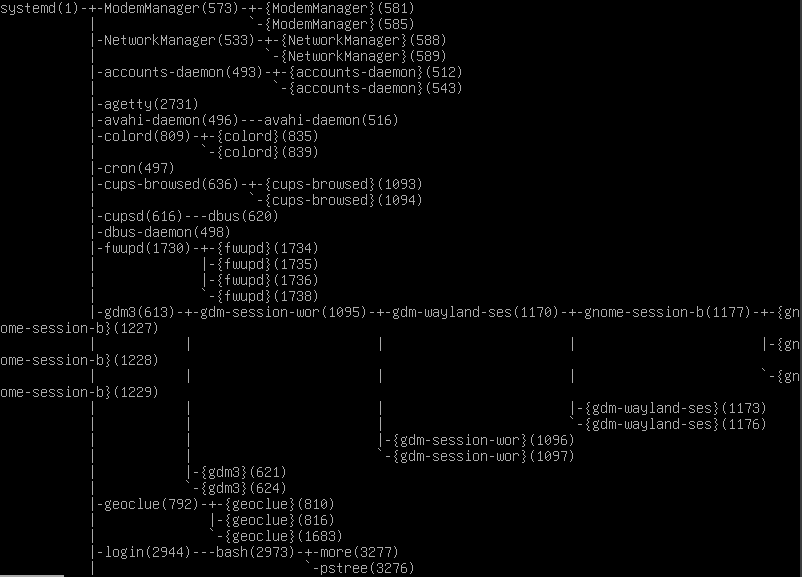 systemd(1)-+-ModemManager(573)-+-{ModemManager}(581)
           |                   `-{ModemManager}(585)
           |-NetworkManager(533)-+-{NetworkManager}(588)
           |                     `-{NetworkManager}(589)
           |-accounts-daemon(493)-+-{accounts-daemon}(512)
           |                      `-{accounts-daemon}(543)
           |-agetty(2731)
           |-avahi-daemon(496)---avahi-daemon(516)
           |-colord(809)-+-{colord}(835)
           |             `-{colord}(839)
           |-cron(497)
           |-cups-browsed(636)-+-{cups-browsed}(1093)
           |                   `-{cups-browsed}(1094)
           |-cupsd(616)---dbus(620)
           |-dbus-daemon(498)
           |-fwupd(1730)-+-{fwupd}(1734)
           |             |-{fwupd}(1735)
           |             |-{fwupd}(1736)
           |             `-{fwupd}(1738)
           |-gdm3(613)-+-gdm-session-wor(1095)-+-gdm-wayland-ses(1170)-+-gnome-session-b(1177)-+-{gn
ome-session-b}(1227)
           |           |                       |                       |                       |-{gn
ome-session-b}(1228)
           |           |                       |                       |                       `-{gn
ome-session-b}(1229)
           |           |                       |                       |-{gdm-wayland-ses}(1173)
           |           |                       |                       `-{gdm-wayland-ses}(1176)
           |           |                       |-{gdm-session-wor}(1096)
           |           |                       `-{gdm-session-wor}(1097)
           |           |-{gdm3}(621)
           |           `-{gdm3}(624)
           |-geoclue(792)-+-{geoclue}(810)
           |              |-{geoclue}(816)
           |              `-{geoclue}(1683)
           |-login(2944)---bash(2973)-+-more(3277)
           |                          `-pstree(3276)